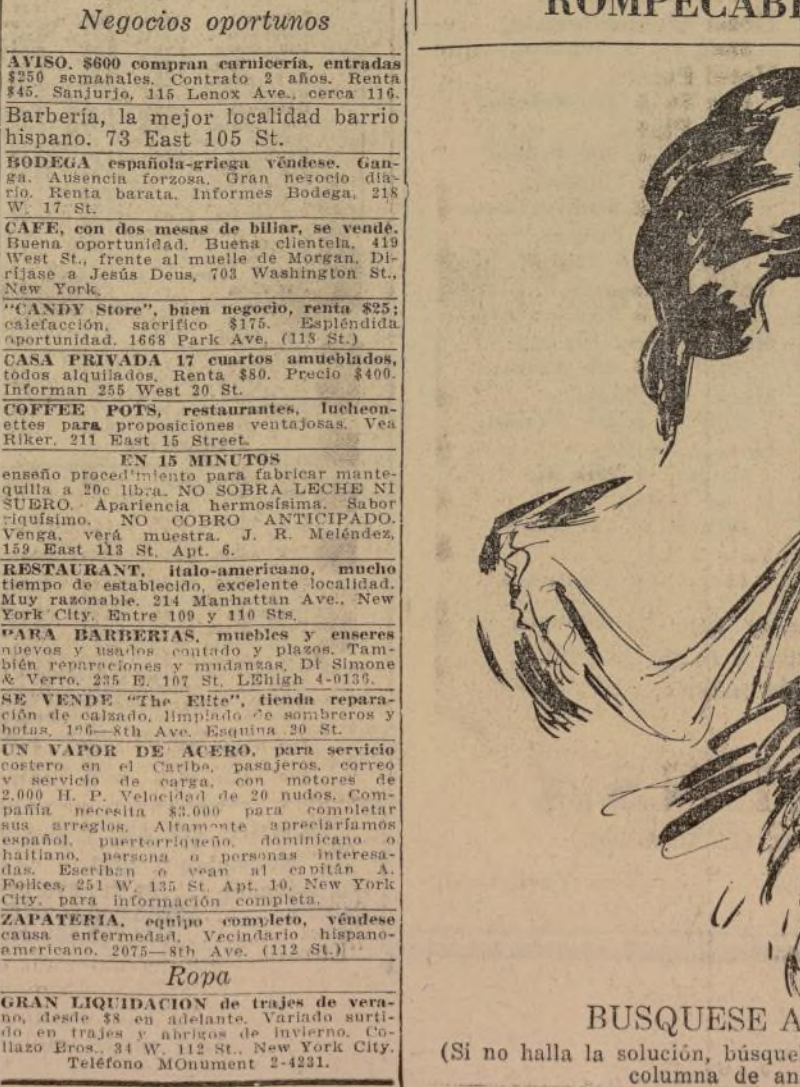 Negocios oportunos
AVISO. $600 compran carnicería, entradas
$250 semanales. Contrato 2 años. Renta
$45. Sanjurjo, 115 Lenox Ave., cerca 116.
Barbería, la mejor localidad barrio
hispano. 73 East 105 St.
BODEGA española-griega véndese. Gan-
ga. Ausencia forzosa. Gran negocio dia-
rio. Renta barata. Informes Bodega, 218
W. 17 St.
CAFE, con dos mesas de billar, se vende.
Buena oportunidad. Buena clientela. 419
West St., frente al muelle de Morgan. Di-
ríjase a Jesús Deus, 703 Washington St.,
New York.
"CANDY Store", buen negocio, renta $25;
calefacción, sacrifico $175. Espléndida
oportunidad. 1668 Park Ave. (118 St.)
CASA PRIVADA 17 cuartos amueblados,
todos alquilados. Renta $80. Precio $400.
Informan 255 West 20 St.
COFFEE POTS, restaurantes, luncheon-
ettes para proposiciones ventajosas. Vea
Riker, 211 East 15 Street.
EN 15 MINUTOS
enseño procedimiento para fabricar mante-
quilla a 20c libra. NO SOBRA LECHE NI
SUERO. Apariencia hermosísima. Sabor
riquísimo. NO COBRO ANTICIPADO.
Venga, verá muestra. J. R. Meléndez,
159 East 113 St. Apt. 6.
RESTAURANT, italo-americano, mucho
tiempo de establecido, excelente localidad.
Muy razonable. 214 Manhattan Ave., New
York City. Entre 109 y 110 Sts.
PARA BARBERIAS, muebles y enseres
nuevos y usados contado y plazos. Tam-
bién reparaciones y mudanzas. Di Simone
& Verro. 235 E. 107 St. LEhigh 4-0136.
SE VENDE "The Elite", tienda repara-
ción de calzado, limpiado de sombreros y
botas. 196—8th Ave. Esquina 20 St.
UN VAPOR DE ACERO, para servicio
costero en el Caribe, pasajeros, correo
y servicio de carga, con motores de
2.000 H. P. Velocidad de 20 nudos. Com-
pañía necesita $3.000 para completar
sus arreglos. Altamente apreciaríamos
español, puertorriqueño, dominicano o
haitiano, persona o personas interesa-
das. Escriban o vean al capitán A.
Folkes, 251 W. 135 St. Apt. 10, New York
City, para información completa.
ZAPATERIA, equipo completo, véndese
causa enfermedad. Vecindario hispano-
americano. 2075—8th Ave. (112 St.)
Ropa
GRAN LIQUIDACION de trajes de vera-
no, desde $8 en adelante. Variado surti-
do en trajes y abrigos de invierno. Co-
llazo Bros., 34 W. 112 St., New York City.
Teléfono MOnument 2-4231.
ROMPECABE
BUSQUESE A
(Si no halla la solución, búsque
columna de an